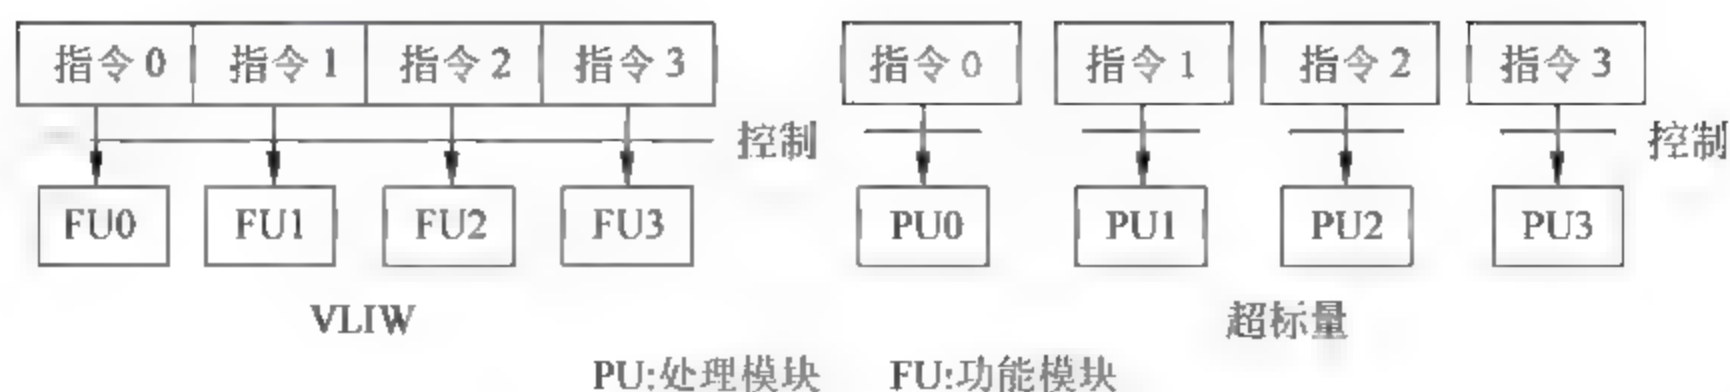 指令 0 指令 1 指令 2 指令 3 指令 0 指令 1 指令 2 指令 3
控制 控制
FU0 FU1 FU2 FU3 PU0 PU1 PU2 PU3
VLIW 超标量
PU:处理模块 FU:功能模块